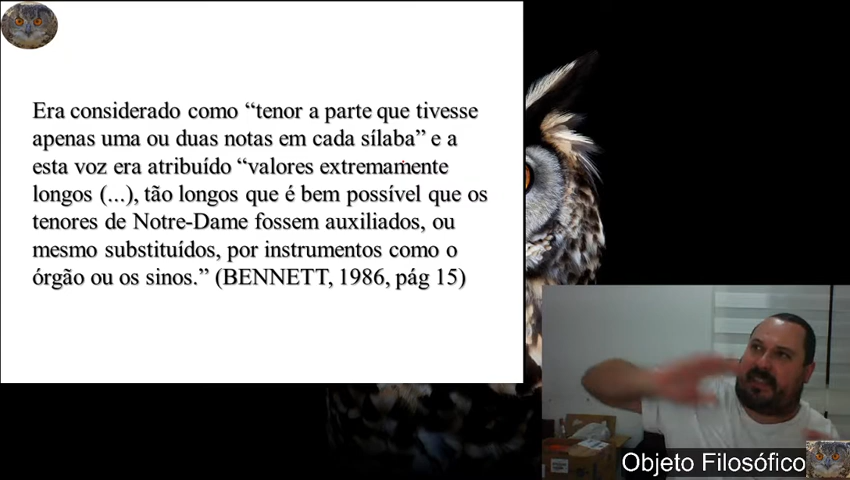 Era considerado como “tenor a parte que tivesse
apenas uma ou duas notas em cada sílaba” e a
esta voz era atribuído “valores extremamente
longos (...), tão longos que é bem possível que os
tenores de Notre-Dame fossem auxiliados, ou
mesmo substituídos, por instrumentos como o
órgão ou os sinos.” (BENNETT, 1986, pág 15)
Objeto Filosófico